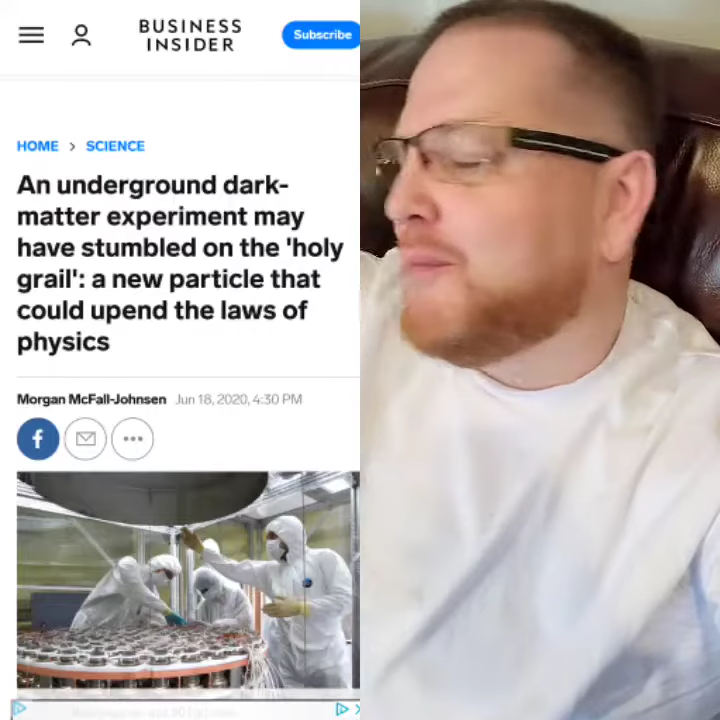 BUSINESS
INSIDER
Subscribe
HOME > SCIENCE
An underground dark-
matter experiment may
have stumbled on the 'holy
grail': a new particle that
could upend the laws of
physics
Morgan McFall-Johnsen Jun 18, 2020, 4:30 PM